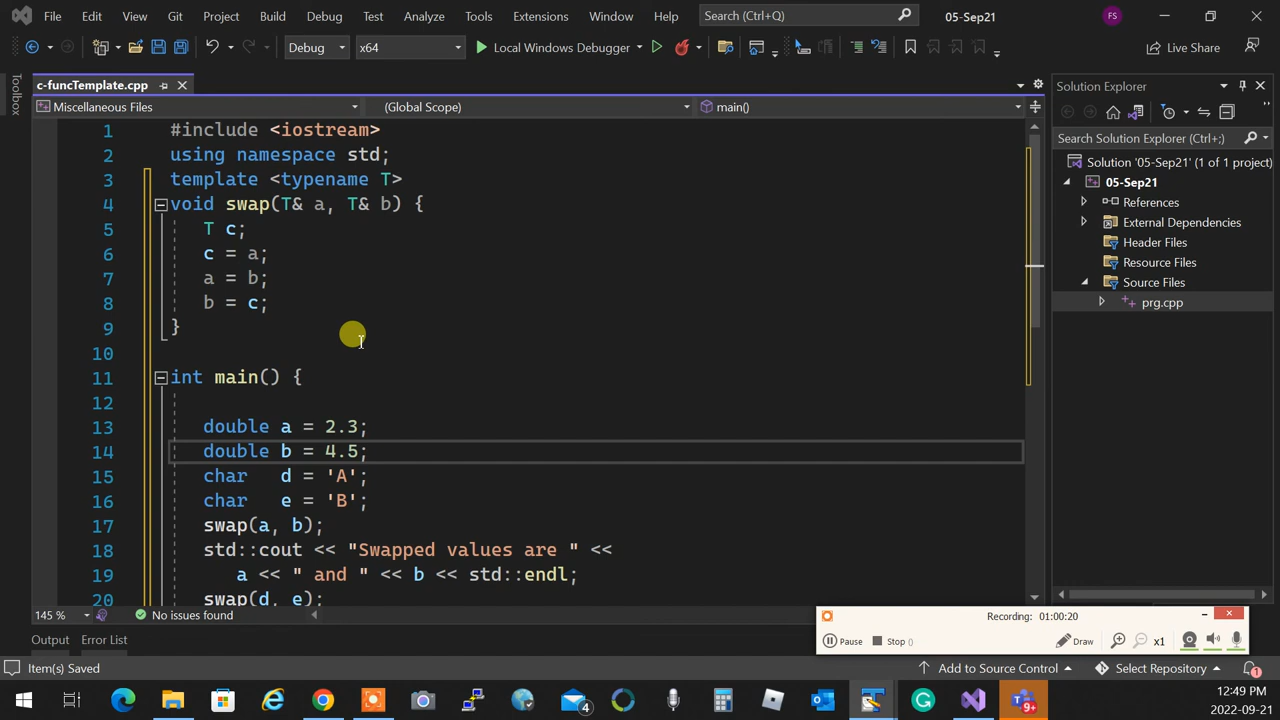 File Edit View Git Project Build Debug Test Analyze Tools Extensions Window Help Search (Ctrl+Q) 05-Sep21 FS
Debug x64 Local Windows Debugger Live Share
Toolbox
c-funcTemplate.cpp
Miscellaneous Files (Global Scope) main()
1 #include <iostream>
2 using namespace std;
3 template <typename T>
4 void swap(T& a, T& b) {
5 T c;
6 c = a;
7 a = b;
8 b = c;
9 }
10
11 int main() {
12
13 double a = 2.3;
14 double b = 4.5;
15 char d = 'A';
16 char e = 'B';
17 swap(a, b);
18 std::cout << "Swapped values are " <<
19 a << " and " << b << std::endl;
20 swap(d, e);
145 % No issues found
Output Error List
Solution Explorer
Search Solution Explorer (Ctrl+;)
Solution '05-Sep21' (1 of 1 project)
05-Sep21
References
External Dependencies
Header Files
Resource Files
Source Files
prg.cpp
Recording: 01:00:20
Pause Stop () Draw x1
Item(s) Saved Add to Source Control Select Repository 1
4 9+ 12:49 PM
2022-09-21